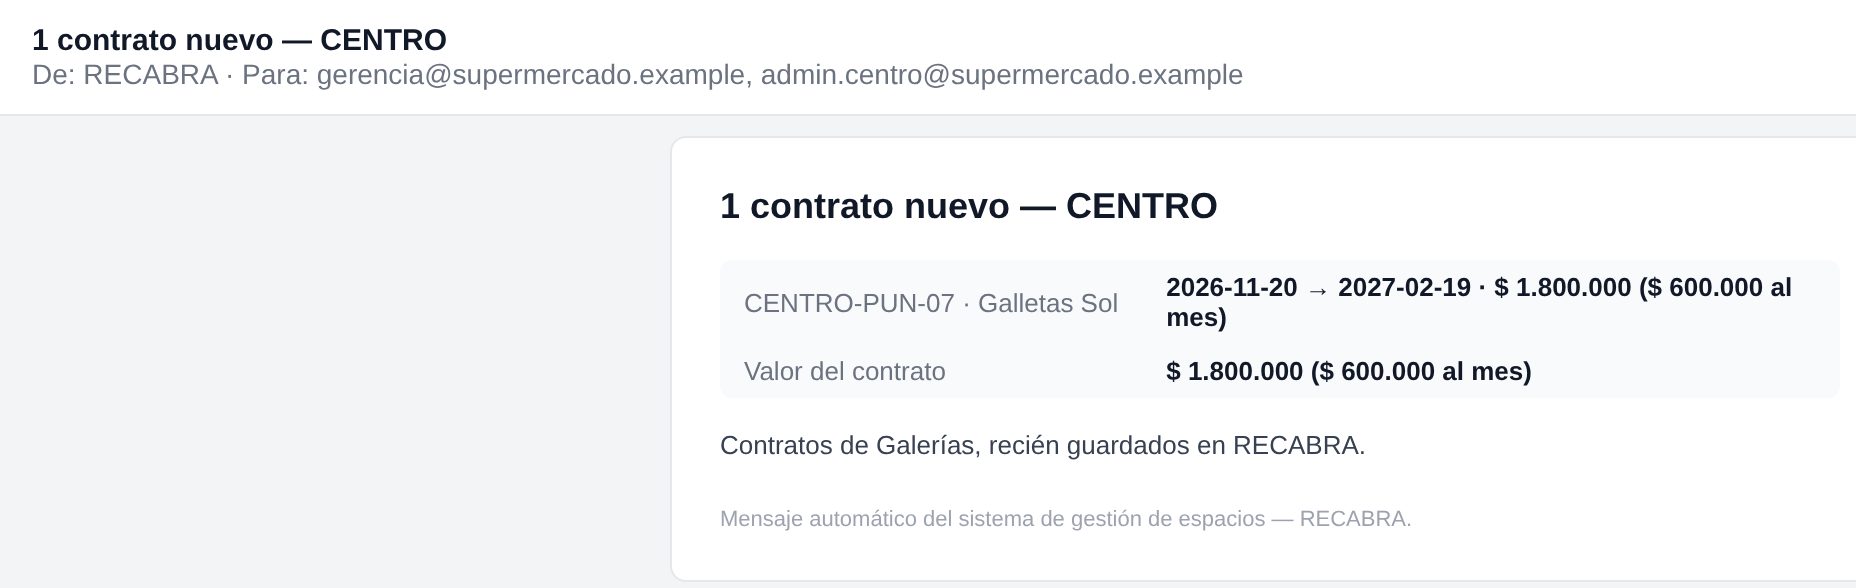 1 contrato nuevo — CENTRO
De: RECABRA · Para: gerencia@supermercado.example, admin.centro@supermercado.example
1 contrato nuevo — CENTRO
CENTRO-PUN-07 · Galletas Sol
2026-11-20 → 2027-02-19 · $ 1.800.000 ($ 600.000 al
mes)
Valor del contrato
$ 1.800.000 ($ 600.000 al mes)
Contratos de Galerías, recién guardados en RECABRA.
Mensaje automático del sistema de gestión de espacios — RECABRA.